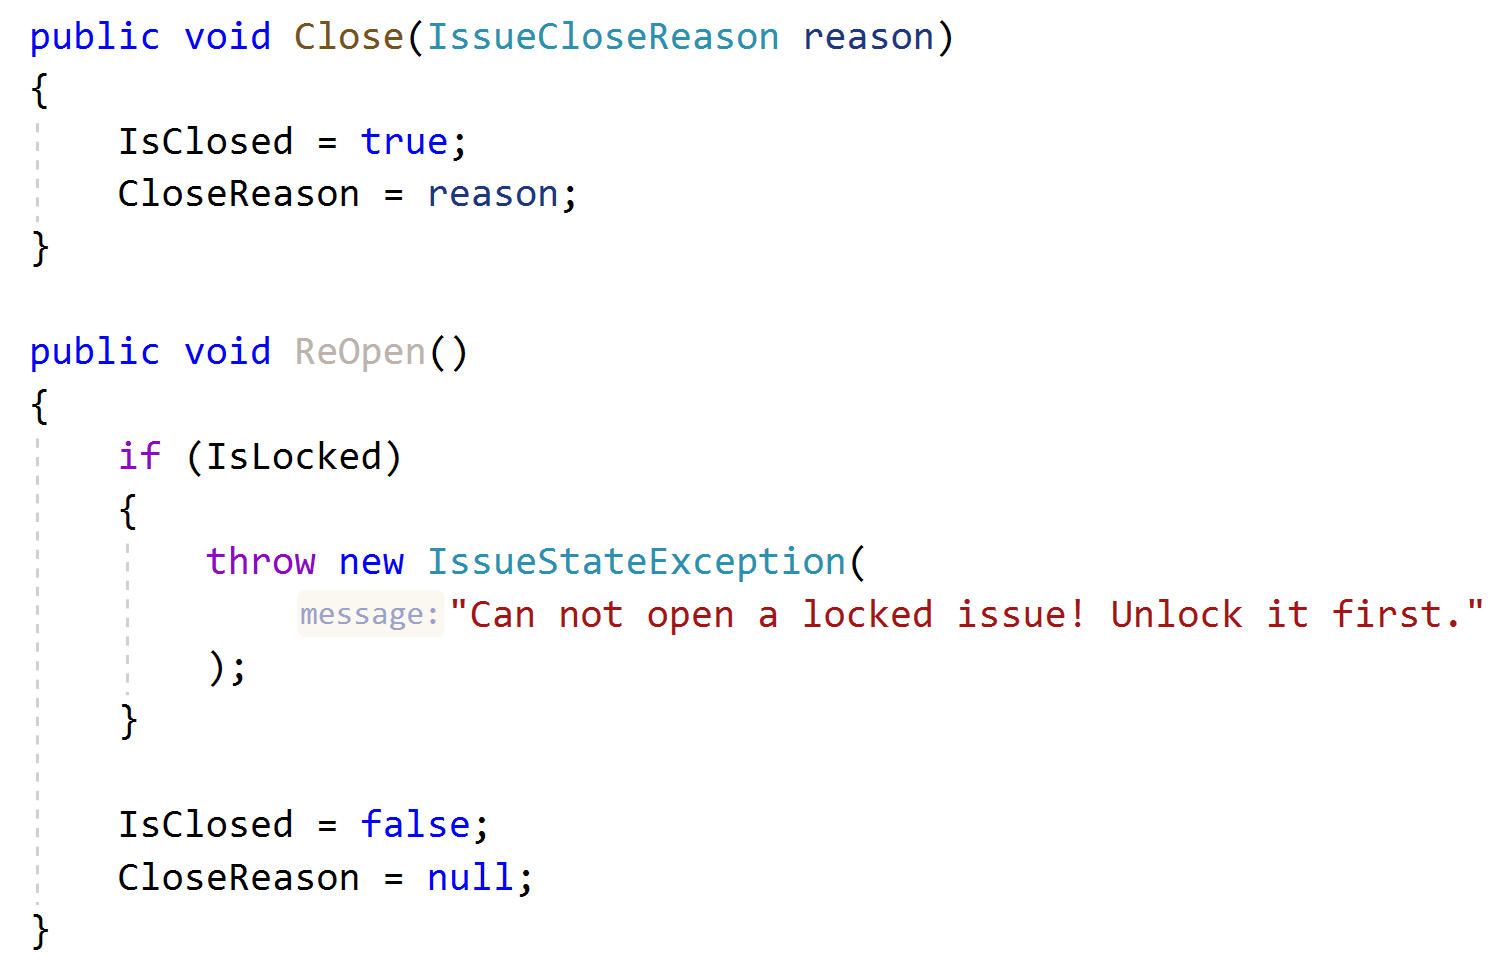 public void Close(IssueCloseReason reason)
{
    IsClosed = true;
    CloseReason = reason;
}

public void ReOpen()
{
    if (IsLocked)
    {
        throw new IssueStateException(
            message: "Can not open a locked issue! Unlock it first."
        );
    }

    IsClosed = false;
    CloseReason = null;
}